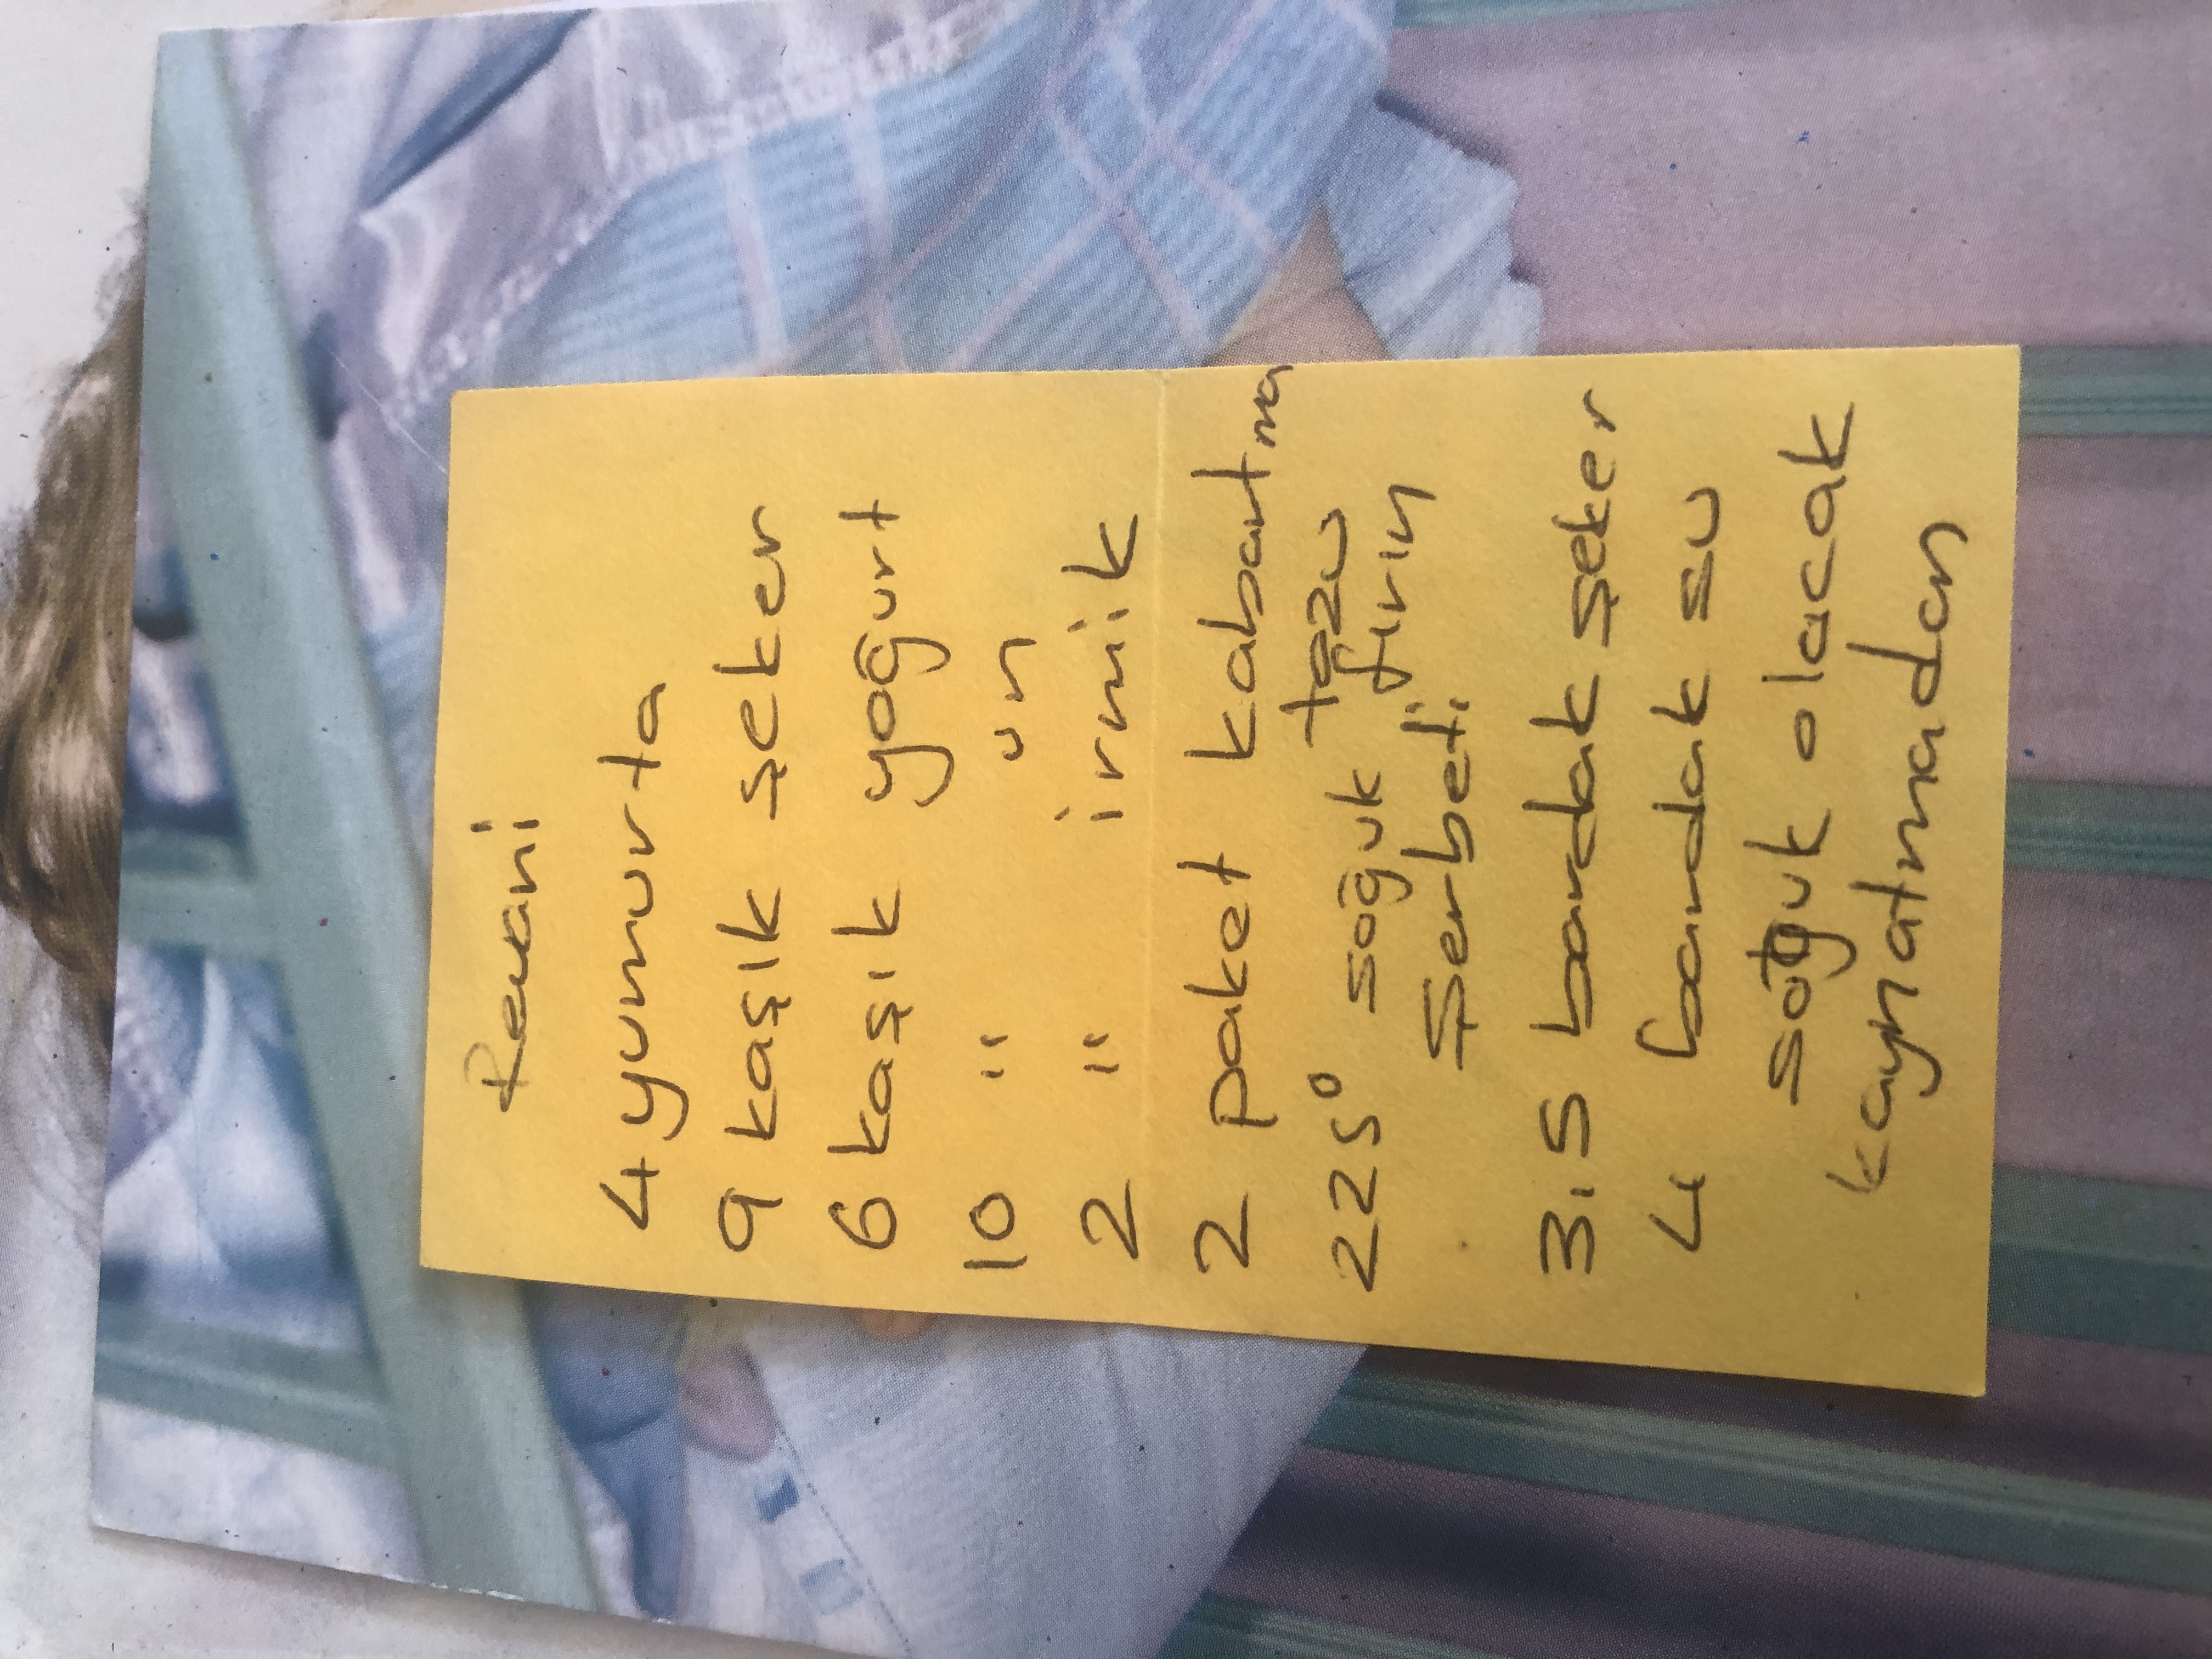 Revani
4 yumurta
9 kaşık şeker
6 kaşık yoğurt
10 " un
2 " irmik
2 paket kabartma
tozu
225° soğuk fırın
Şerbeti
3.5 bardak şeker
4 bardak su
soğuk olacak
kaynatmadan